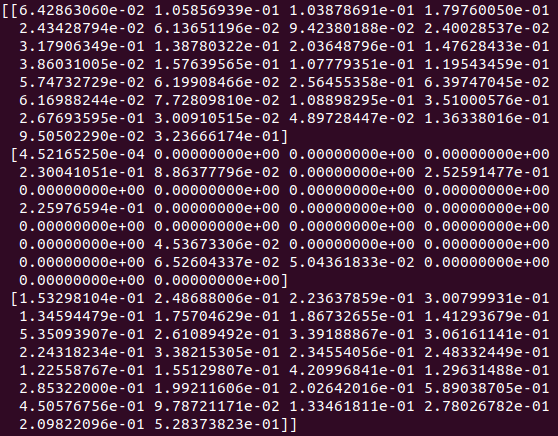 [[6.42863060e-02 1.05856939e-01 1.03878691e-01 1.79760050e-01
2.43428794e-02 6.13651196e-02 9.42380188e-02 2.40028537e-02
3.17906349e-01 1.38780322e-01 2.03648796e-01 1.47628433e-01
3.86031005e-02 1.57639565e-01 1.07779351e-01 1.19543459e-01
5.74732729e-02 6.19908466e-02 2.56455358e-01 6.39747045e-02
6.16988244e-02 7.72809810e-02 1.08898295e-01 3.51000576e-01
2.67693595e-01 3.00910515e-02 4.89728447e-02 1.36338016e-01
9.50502290e-02 3.23666174e-01]
[4.52165250e-04 0.00000000e+00 0.00000000e+00 0.00000000e+00
2.30041051e-01 8.86377796e-02 0.00000000e+00 2.52591477e-01
0.00000000e+00 0.00000000e+00 0.00000000e+00 0.00000000e+00
2.25976594e-01 0.00000000e+00 0.00000000e+00 0.00000000e+00
0.00000000e+00 0.00000000e+00 0.00000000e+00 0.00000000e+00
0.00000000e+00 4.53673306e-02 0.00000000e+00 0.00000000e+00
0.00000000e+00 6.52604337e-02 5.04361833e-02 0.00000000e+00
0.00000000e+00 0.00000000e+00]
[1.53298104e-01 2.48688006e-01 2.23637859e-01 3.00799931e-01
1.34594479e-01 1.75704629e-01 1.86732655e-01 1.41293679e-01
5.35093907e-01 2.61089492e-01 3.39188867e-01 3.06161141e-01
2.24318234e-01 3.38215305e-01 2.34554056e-01 2.48332449e-01
1.22558767e-01 1.55129807e-01 4.20996841e-01 1.29631488e-01
2.85322000e-01 1.99211606e-01 2.02642016e-01 5.89038705e-01
4.50576756e-01 9.78721171e-02 1.33461811e-01 2.78026782e-01
2.09822096e-01 5.28373823e-01]]